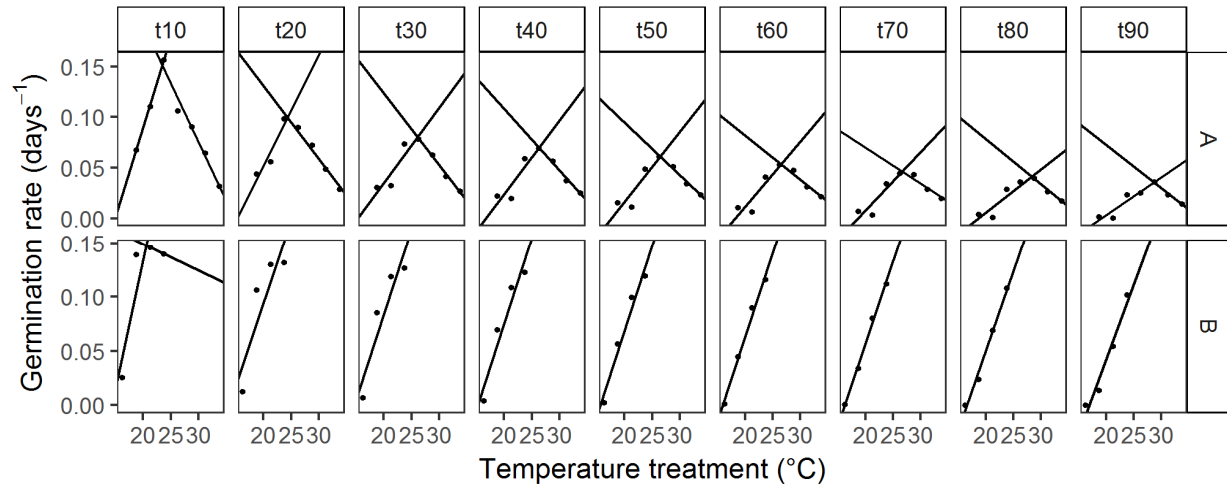 t10 t20 t30 t40 t50 t60 t70 t80 t90
Germination rate (days⁻¹)
0.15
0.10
0.05
0.00
A
0.15
0.10
0.05
0.00
B
20 25 30 20 25 30 20 25 30 20 25 30 20 25 30 20 25 30 20 25 30 20 25 30 20 25 30
Temperature treatment (°C)